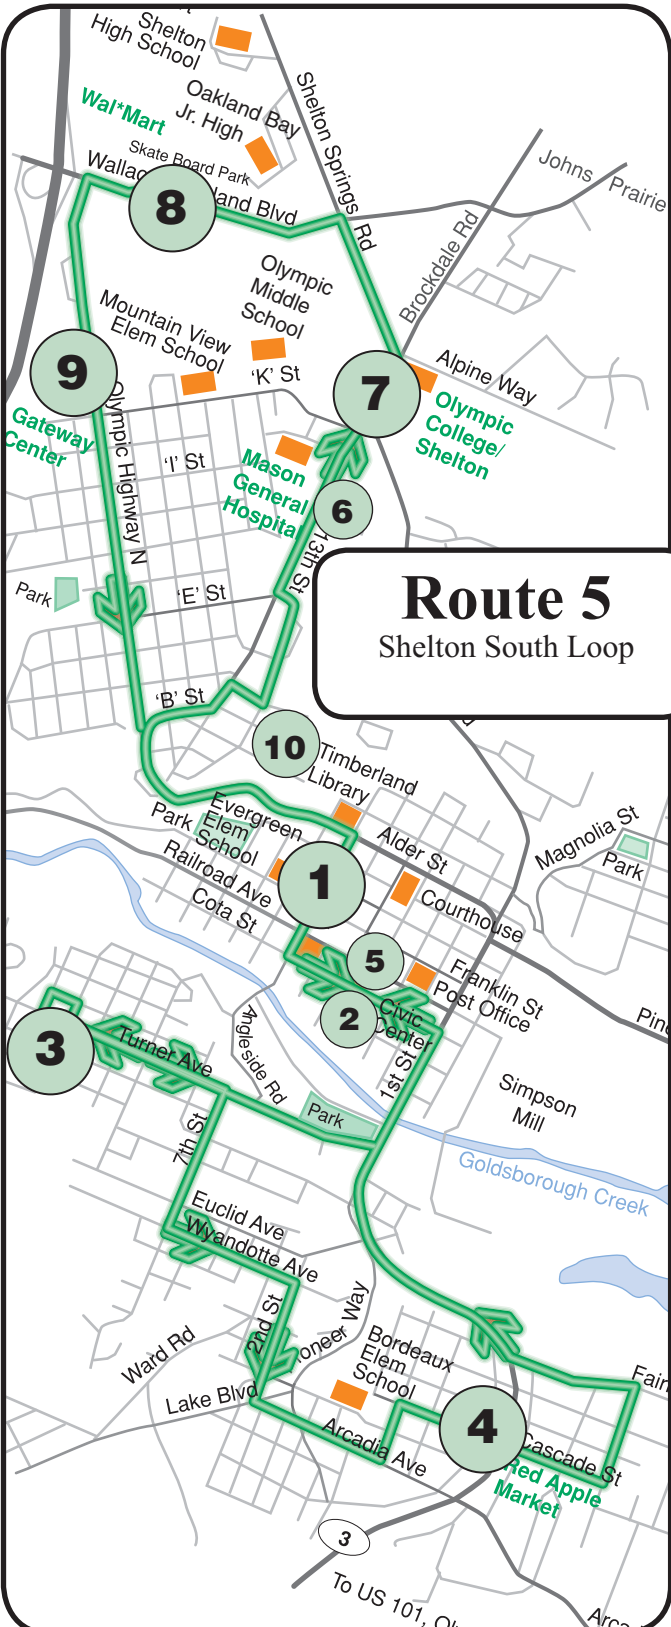 Shelton
High School
Wal*Mart
Oakland Bay
Jr. High
Shelton Springs Rd
Skate Board Park
Blvd
8
Johns Prairie
Brockdale Rd
Olympic
Middle
School
Mountain View
Elem School
'K' St
9
7
Alpine Way
Olympic
College/
Shelton
Gateway
Center
Olympic Highway N
'I' St
Mason
General
Hospital
6
13th St
Park
'E' St
Route 5
Shelton South Loop
'B' St
10
Timberland
Library
Park
Evergreen
Elem
School
Alder St
Magnolia St
Park
Railroad Ave
Cota St
1
Courthouse
5
Franklin St
Post Office
2
Civic
Center
3
Turner Ave
Angleside Rd
1st St
Park
Simpson
Mill
7th St
Goldsborough Creek
Euclid Ave
Wyandotte Ave
2nd St
Way
Ward Rd
Lake Blvd
Bordeaux
Elem
School
4
Arcadia Ave
Cascade St
Red Apple
Market
3
To US 101,